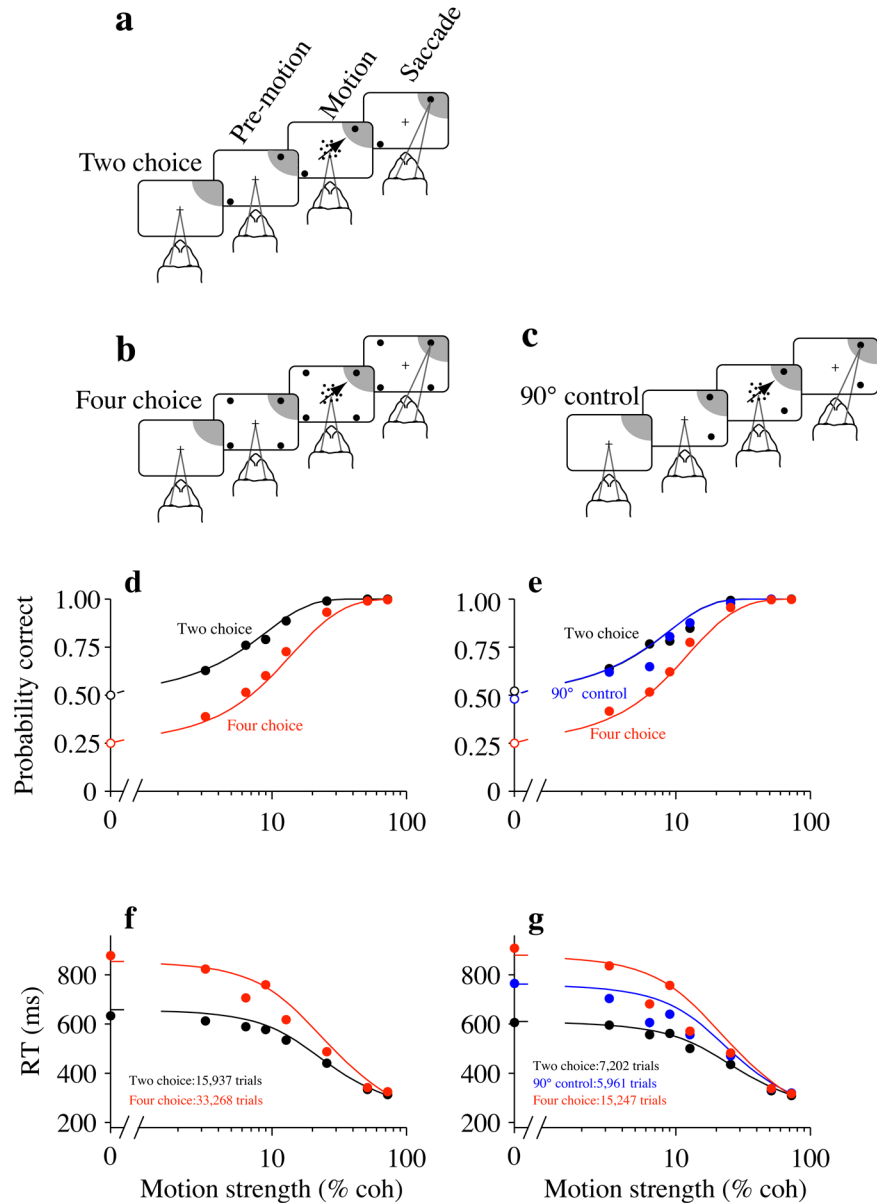 a
Pre-motion
Motion
Saccade
Two choice
b
Four choice
c
90° control
d
1.00
0.75
0.50
0.25
0
Probability correct
Two choice
Four choice
0
10
100
e
1.00
0.75
0.50
0.25
0
Two choice
90° control
Four choice
0
10
100
f
800
600
400
200
RT (ms)
Two choice:15,937 trials
Four choice:33,268 trials
0
10
100
Motion strength (% coh)
g
800
600
400
200
Two choice:7,202 trials
90° control:5,961 trials
Four choice:15,247 trials
0
10
100
Motion strength (% coh)